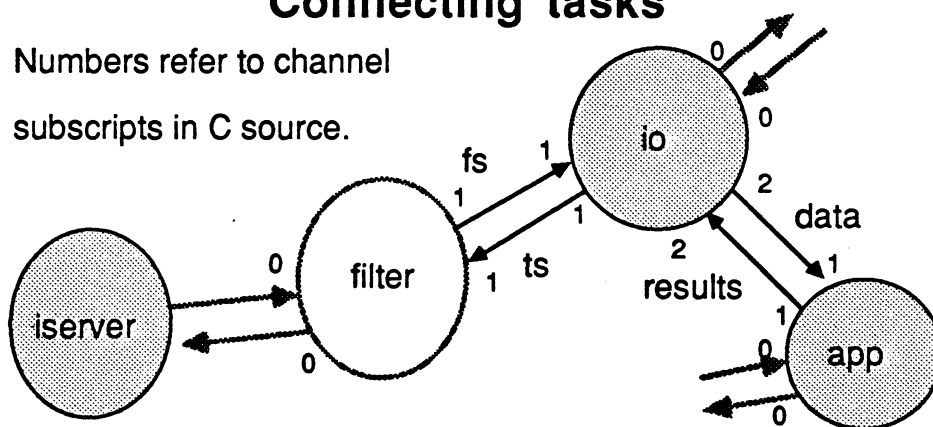 Connecting tasks
Numbers refer to channel
subscripts in C source.
0
0
io
fs
1
1
1
2
2
data
1
ts
1
results
1
0
filter
0
iserver
0
app
0